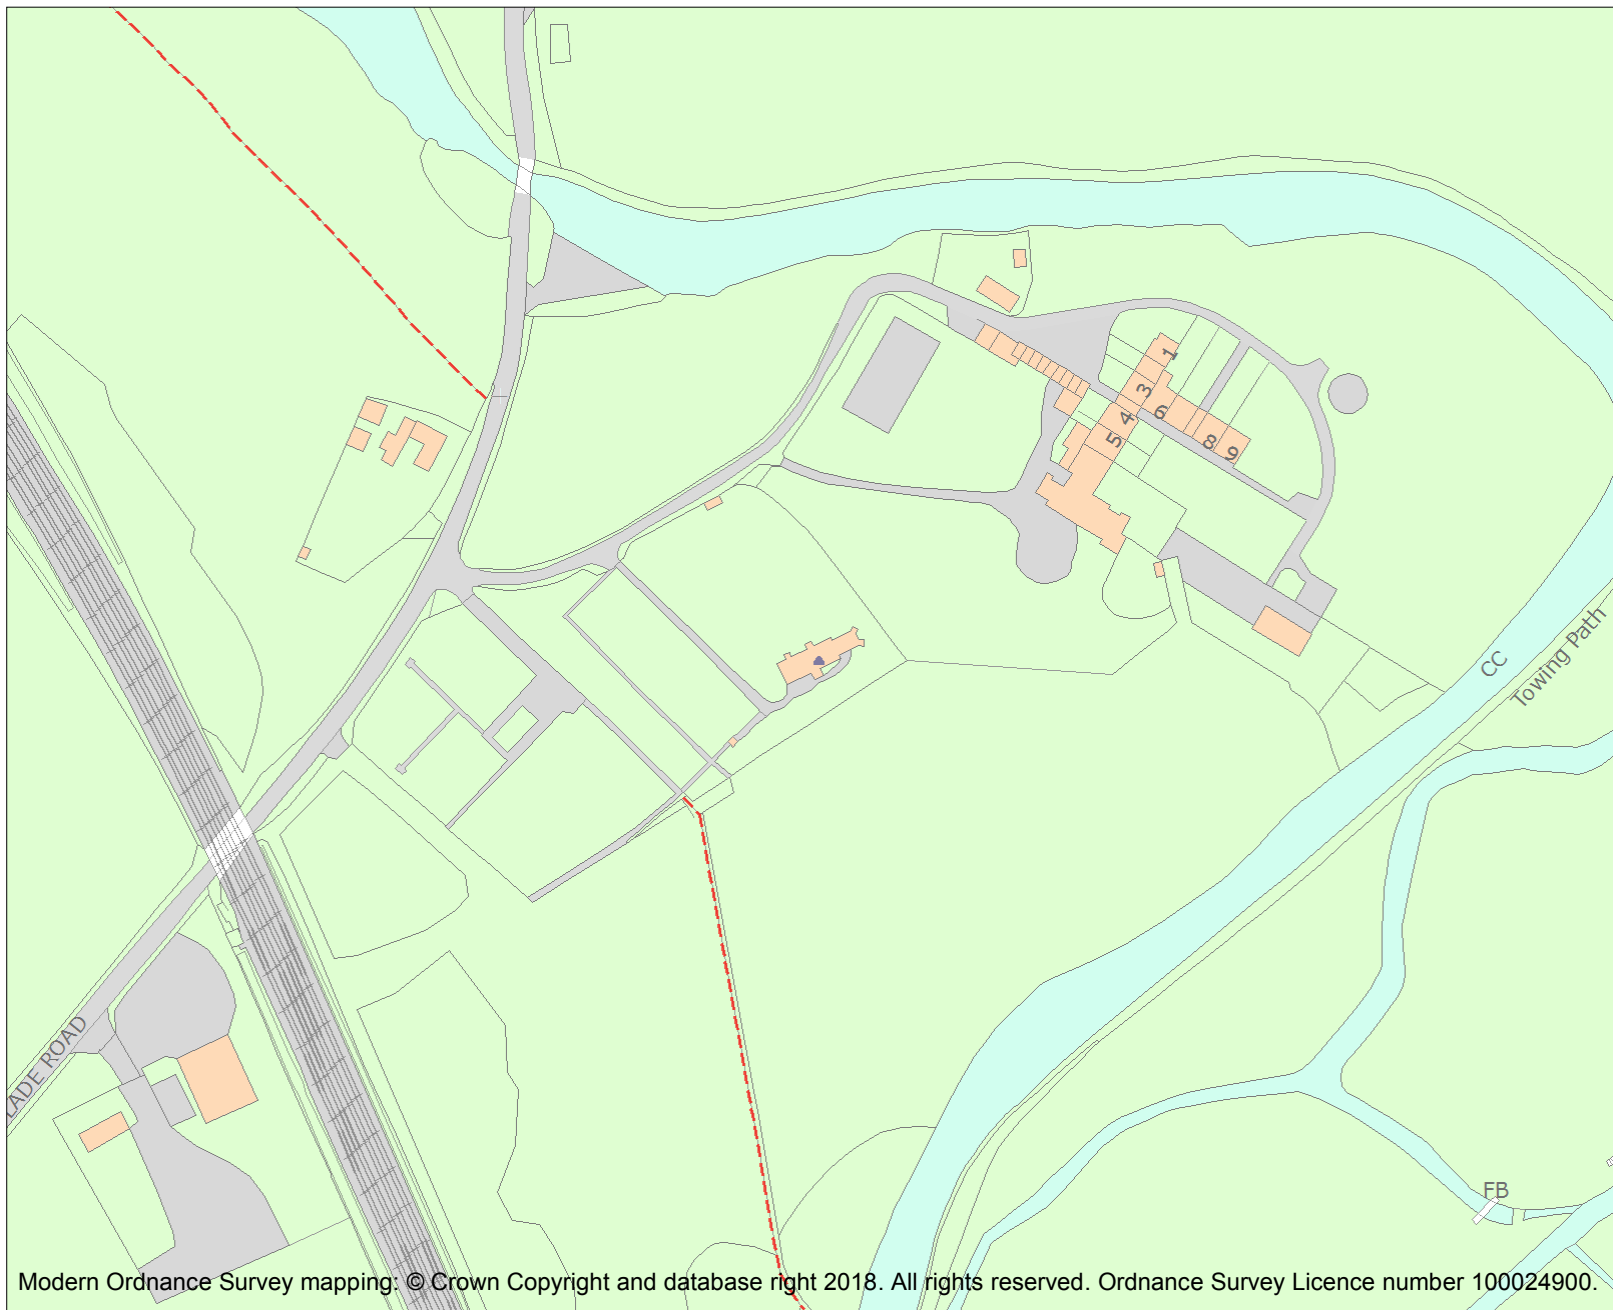 1
3
4
6
5
8
9
CC
Towing Path
LADE ROAD
FB
Modern Ordnance Survey mapping: © Crown Copyright and database right 2018. All rights reserved. Ordnance Survey Licence number 100024900.